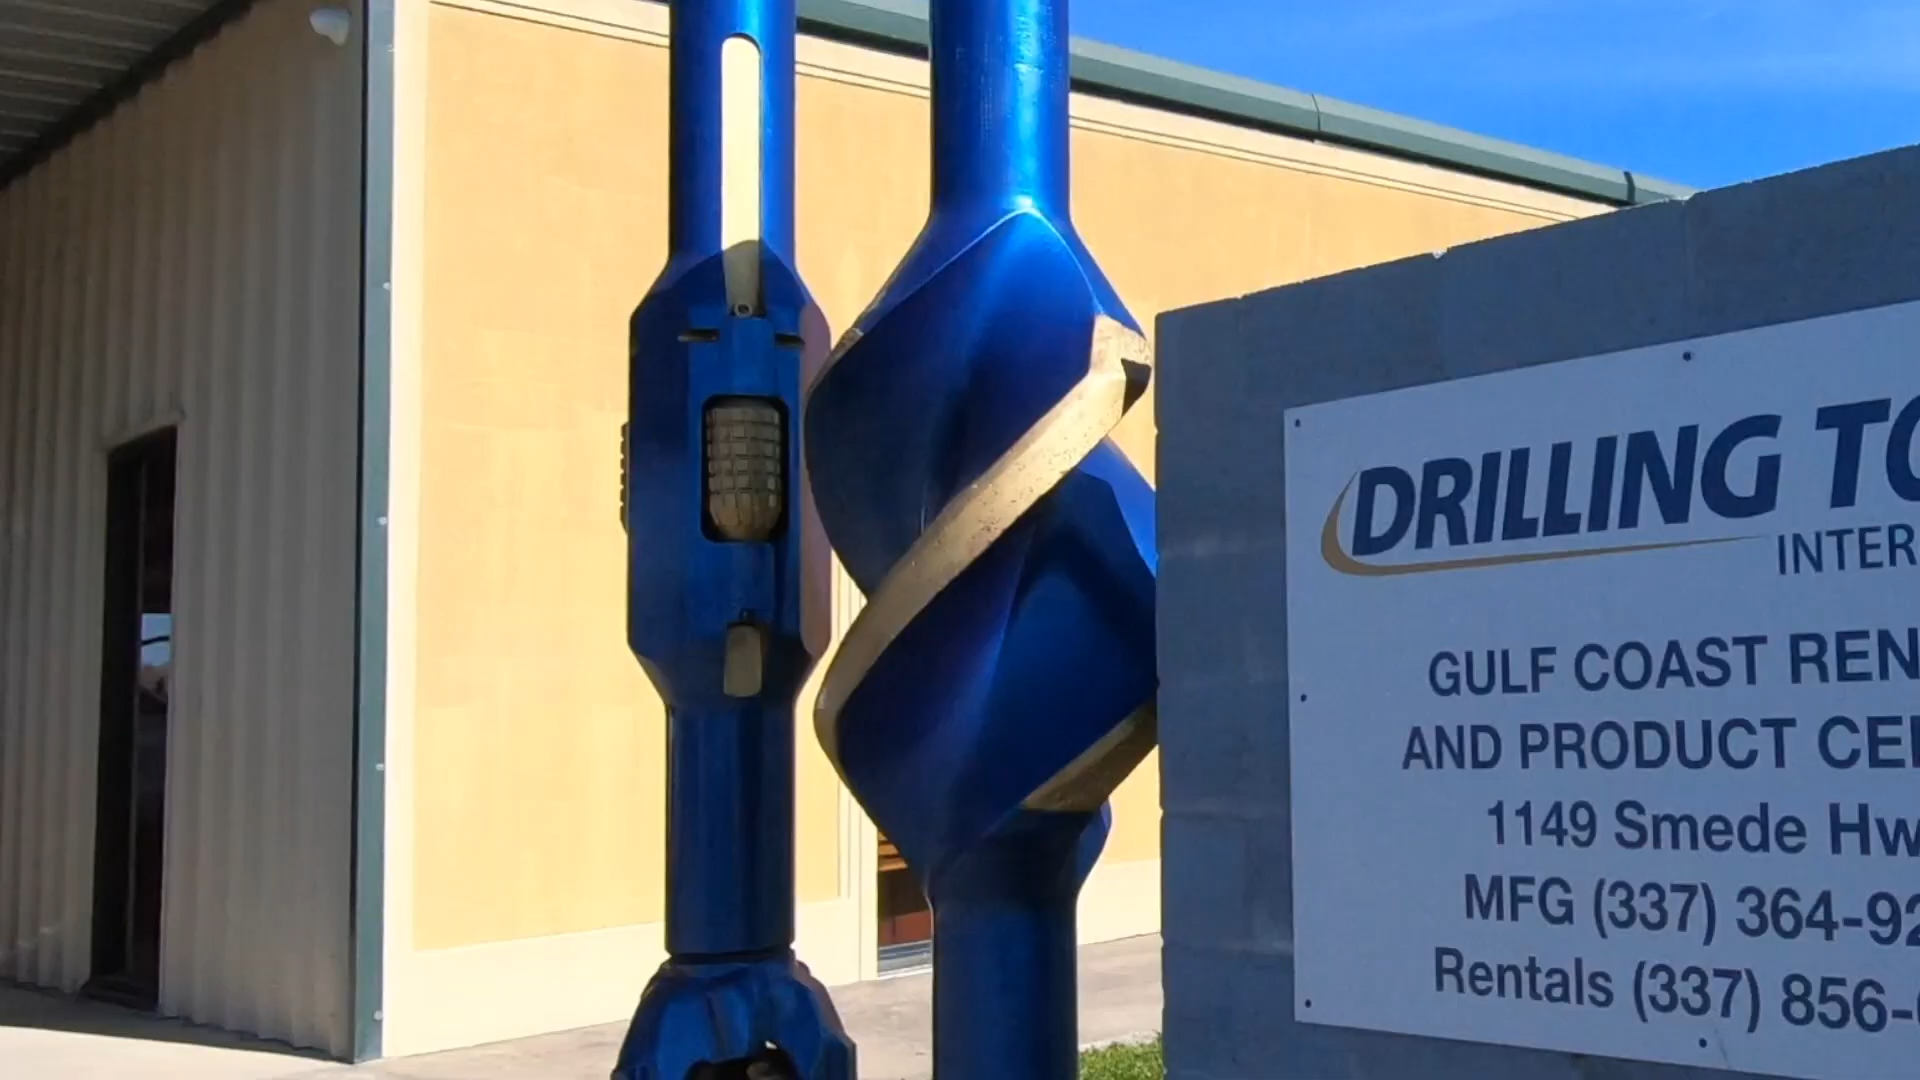 DRILLING TO
INTER
GULF COAST REN
AND PRODUCT CE
1149 Smede Hw
MFG (337) 364-92
Rentals (337) 856-